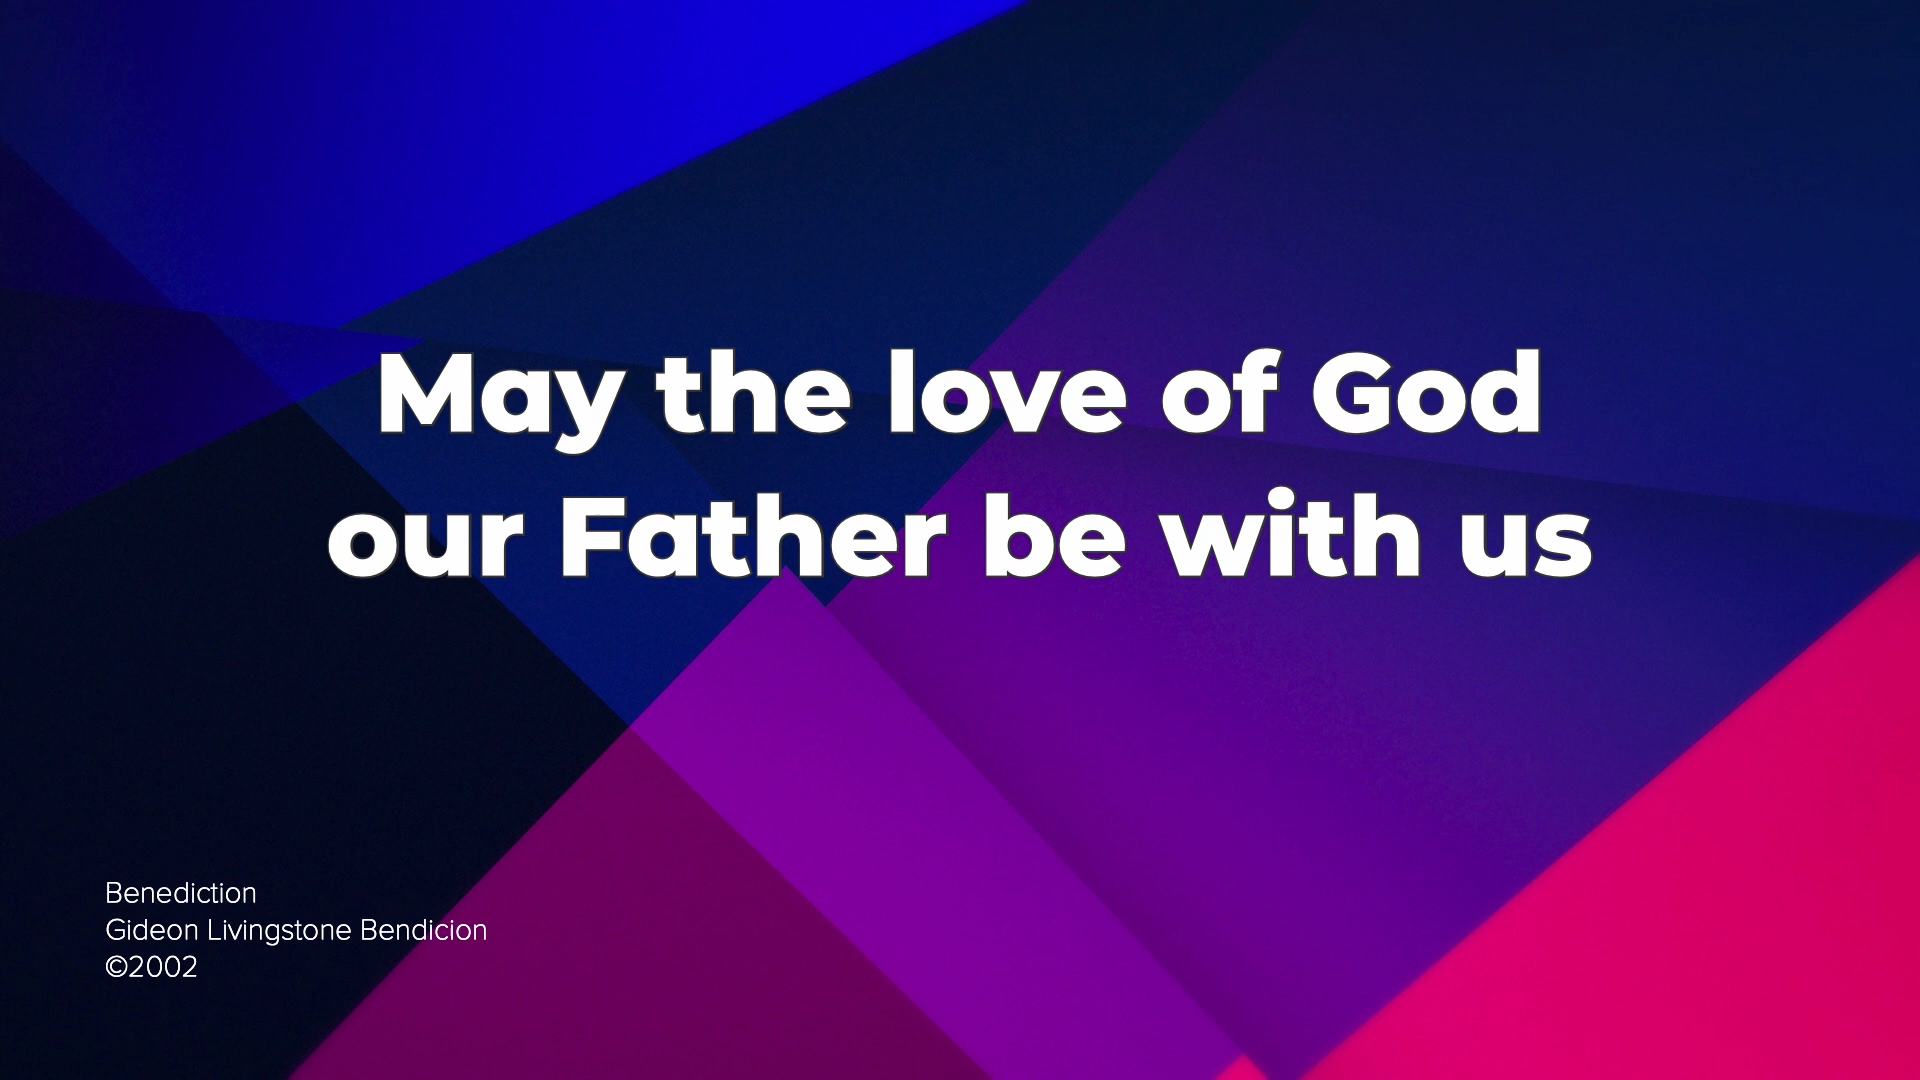 May the love of God
our Father be with us
Benediction
Gideon Livingstone Bendicion
©2002